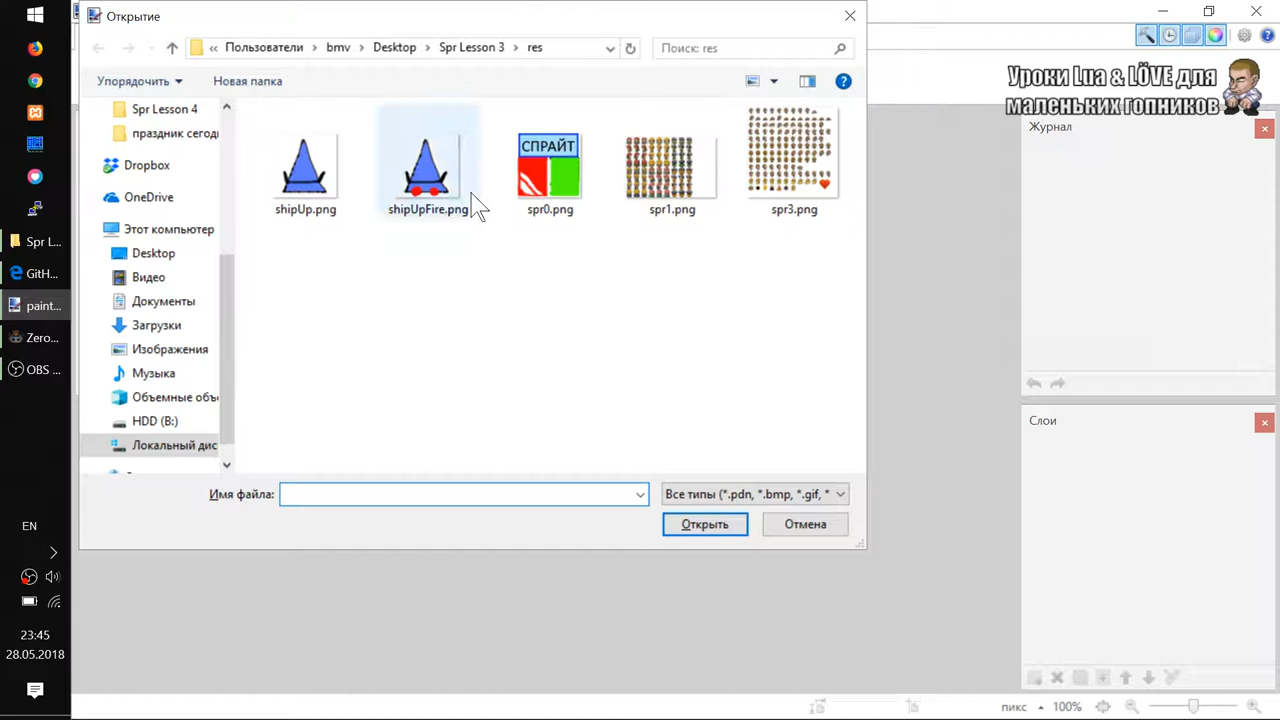 Открытие
« Пользователи › bmv › Desktop › Spr Lesson 3 › res
Поиск: res
Упорядочить
Новая папка
Уроки Lua & LÖVE для
маленьких гопников
Spr Lesson 4
праздник сегод
Dropbox
OneDrive
Этот компьютер
Desktop
Видео
Документы
Загрузки
Изображения
Музыка
Объемные объ
HDD (B:)
Локальный дис
СПРАЙТ
shipUp.png
shipUpFire.png
spr0.png
spr1.png
spr3.png
Имя файла:
Все типы (*.pdn, *.bmp, *.gif, *
Открыть
Отмена
Журнал
Слои
Spr L...
GitH...
paint...
Zero...
OBS ...
EN
23:45
28.05.2018
пикс
100%